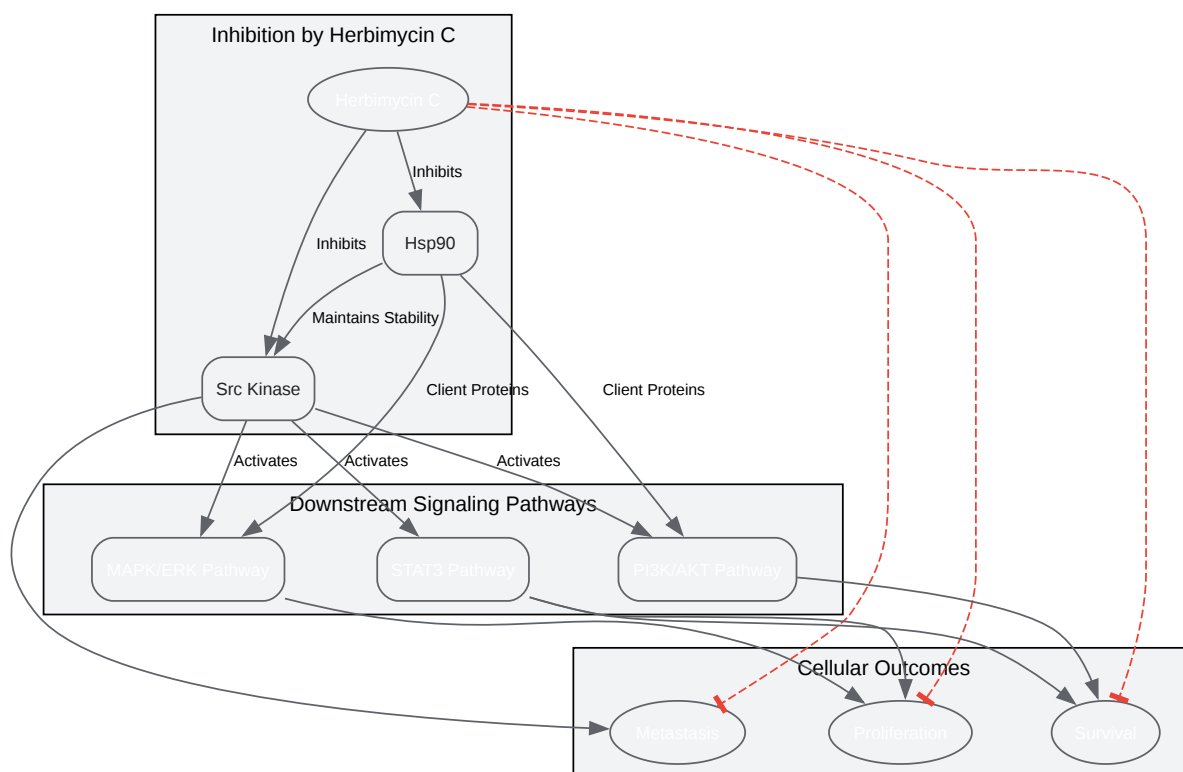 Inhibition by Herbimycin C
Herbimycin C
Inhibits
Hsp90
Inhibits
Maintains Stability
Src Kinase
Client Proteins
Client Proteins
Activates
Activates
Activates
Downstream Signaling Pathways
MAPK/ERK Pathway
STAT3 Pathway
PI3K/AKT Pathway
Cellular Outcomes
Metastasis
Proliferation
Survival